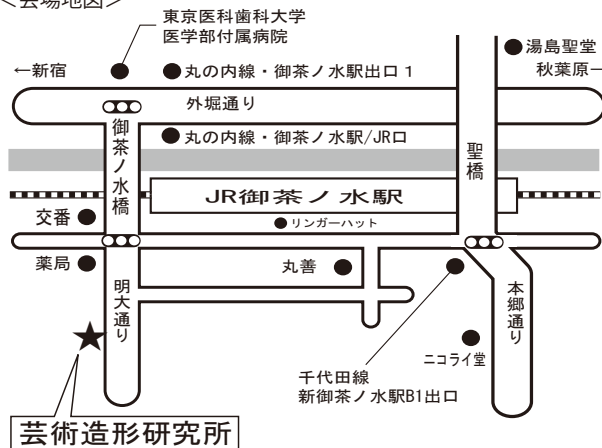 ＜会場地図＞
東京医科歯科大学
医学部付属病院
湯島聖堂
←新宿
丸の内線・御茶ノ水駅出口1
秋葉原→
外堀通り
丸の内線・御茶ノ水駅/JR口
御茶ノ水橋
聖橋
JR御茶ノ水駅
交番
リンガーハット
薬局
丸善
明大通り
本郷通り
ニコライ堂
千代田線
新御茶ノ水駅B1出口
芸術造形研究所